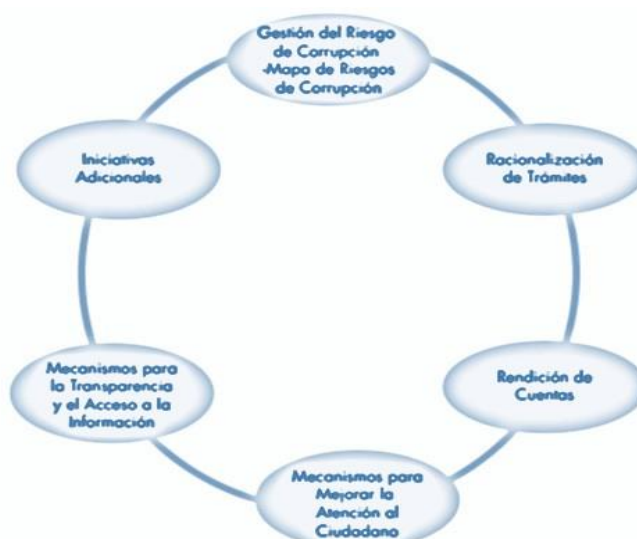 Gestión del Riesgo
de Corrupción
-Mapa de Riesgos
de Corrupción
Racionalización
de Trámites
Rendición de
Cuentas
Mecanismos para
Mejorar la
Atención al
Ciudadano
Mecanismos para
la Transparencia
y el Acceso a la
Información
Iniciativas
Adicionales